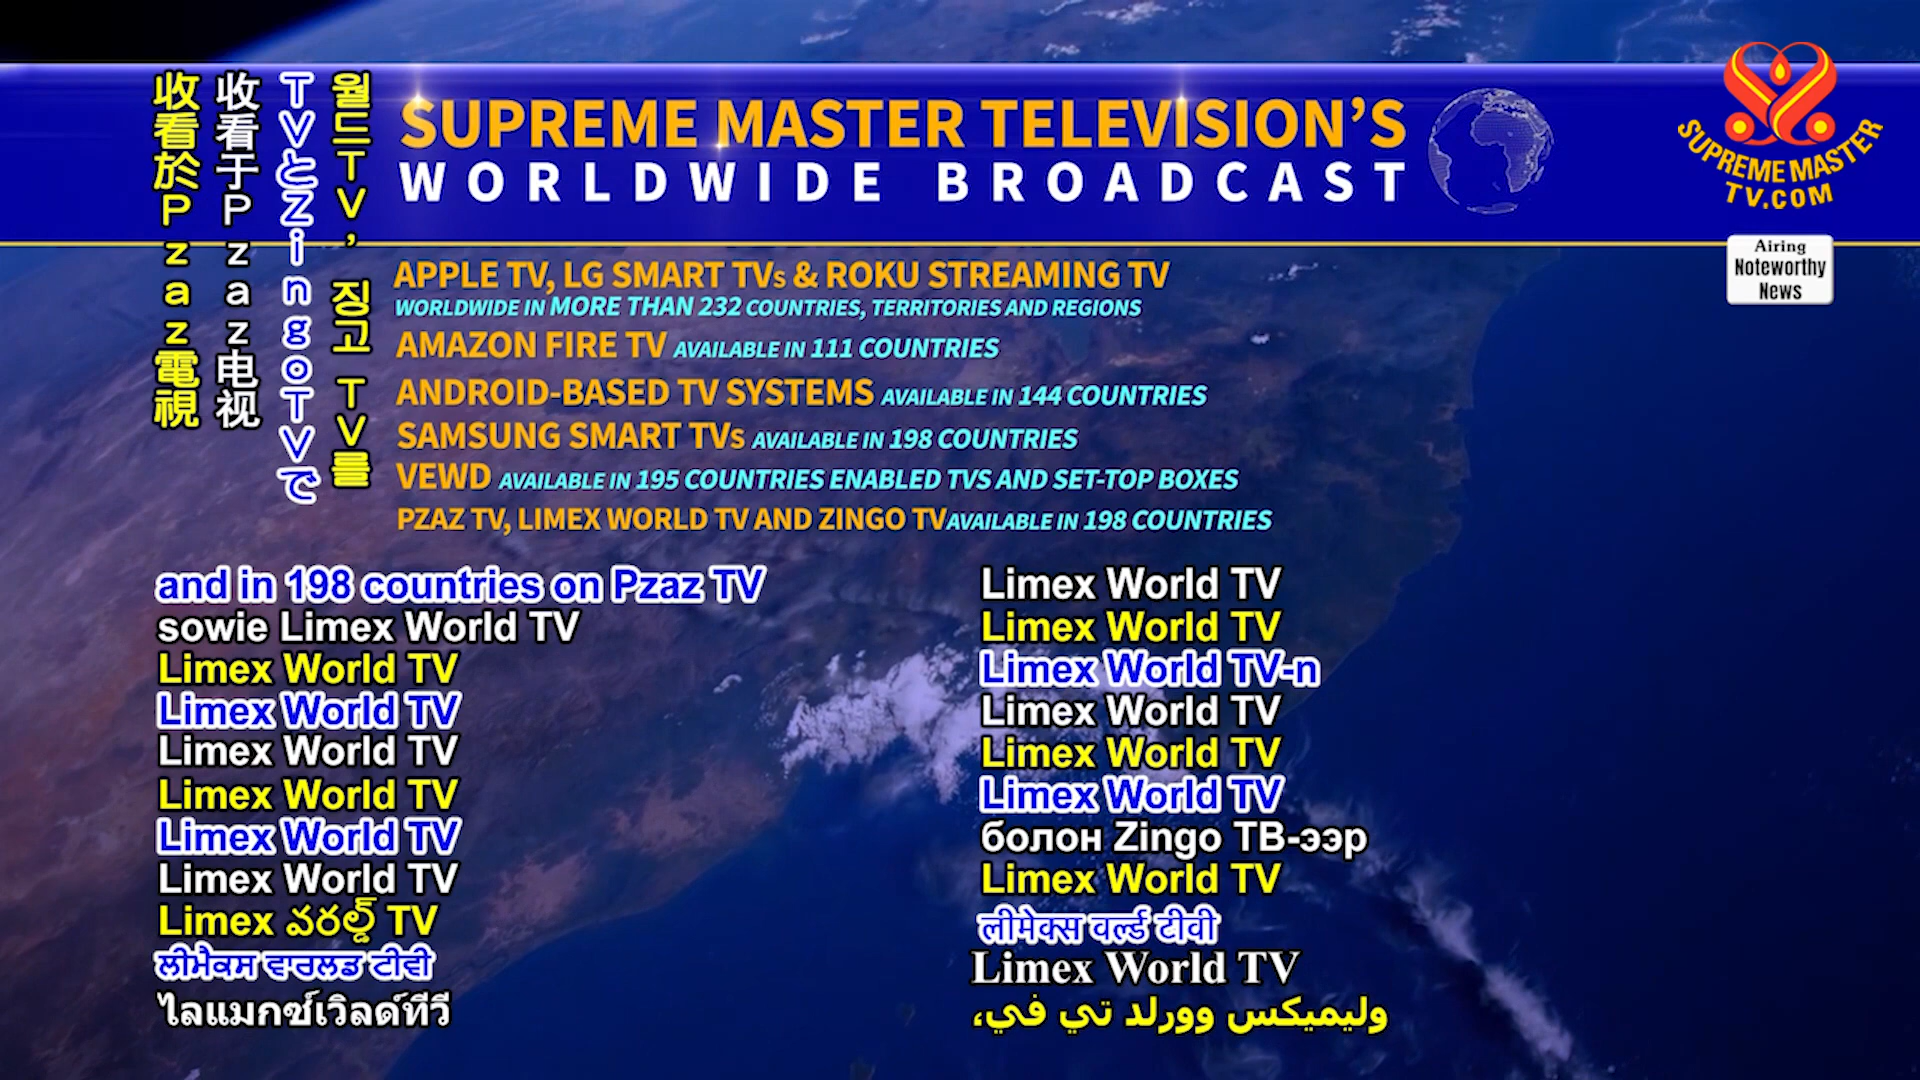 收看於Pzaz電視
收看于Pzaz电视
TVとZingoTVで
월드TV, 징고 TV를
SUPREME MASTER TELEVISION'S
WORLDWIDE BROADCAST
SUPREME MASTER
TV.COM
Airing
Noteworthy
News
APPLE TV, LG SMART TVs & ROKU STREAMING TV
WORLDWIDE IN MORE THAN 232 COUNTRIES, TERRITORIES AND REGIONS
AMAZON FIRE TV AVAILABLE IN 111 COUNTRIES
ANDROID-BASED TV SYSTEMS AVAILABLE IN 144 COUNTRIES
SAMSUNG SMART TVs AVAILABLE IN 198 COUNTRIES
VEWD AVAILABLE IN 195 COUNTRIES ENABLED TVS AND SET-TOP BOXES
PZAZ TV, LIMEX WORLD TV AND ZINGO TV AVAILABLE IN 198 COUNTRIES
and in 198 countries on Pzaz TV
sowie Limex World TV
Limex World TV
Limex World TV
Limex World TV
Limex World TV
Limex World TV
Limex World TV
Limex వరల్డ్ TV
ਲੀਮੈਕਸ ਵਾਰਲਡ ਟੀਵੀ
ไลแมกซ์เวิลด์ทีวี
Limex World TV
Limex World TV
Limex World TV-n
Limex World TV
Limex World TV
Limex World TV
болон Zingo ТВ-ээр
Limex World TV
लीमेक्स वर्ल्ड टीवी
Limex World TV
وليميكس وورلد تي في،